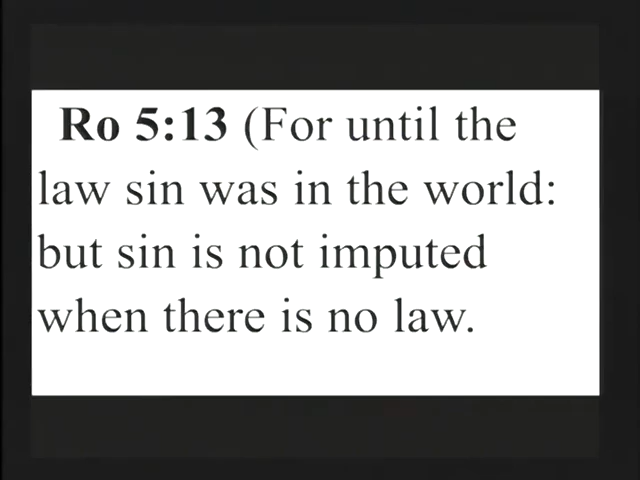 Ro 5:13 (For until the
law sin was in the world:
but sin is not imputed
when there is no law.